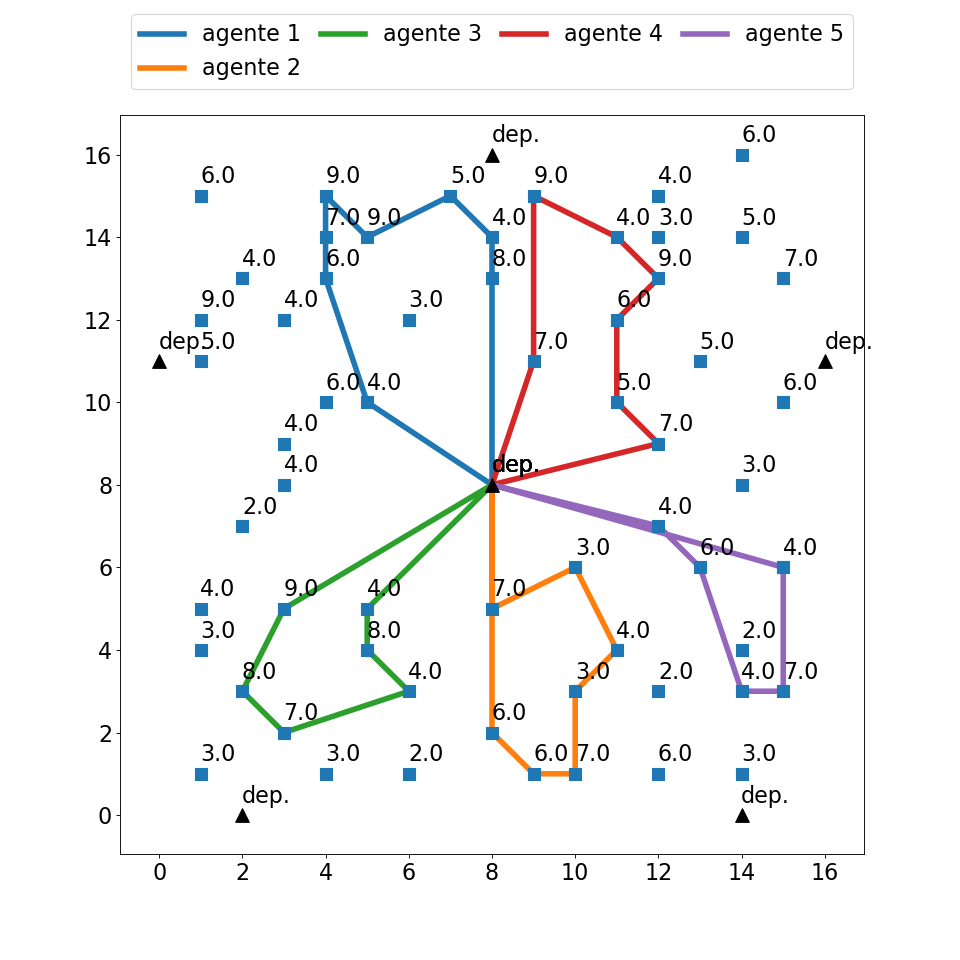 agente 1 agente 3 agente 4 agente 5
agente 2
dep. 6.0
16
6.0 9.0 5.0 9.0 4.0
7.0 9.0 4.0 4.0 3.0 5.0
14
4.0 6.0 8.0 9.0 7.0
9.0 4.0 3.0 6.0
12
dep. 5.0 7.0 5.0 dep.
6.0 4.0 5.0 6.0
10
4.0 7.0
4.0 dep. 3.0
8
2.0 4.0
3.0 6.0 4.0
6
4.0 9.0 4.0 7.0
3.0 8.0 4.0 2.0
4
8.0 4.0 3.0 2.0 4.0 7.0
7.0 6.0
2
3.0 3.0 2.0 6.0 7.0 6.0 3.0
dep. dep.
0
0 2 4 6 8 10 12 14 16